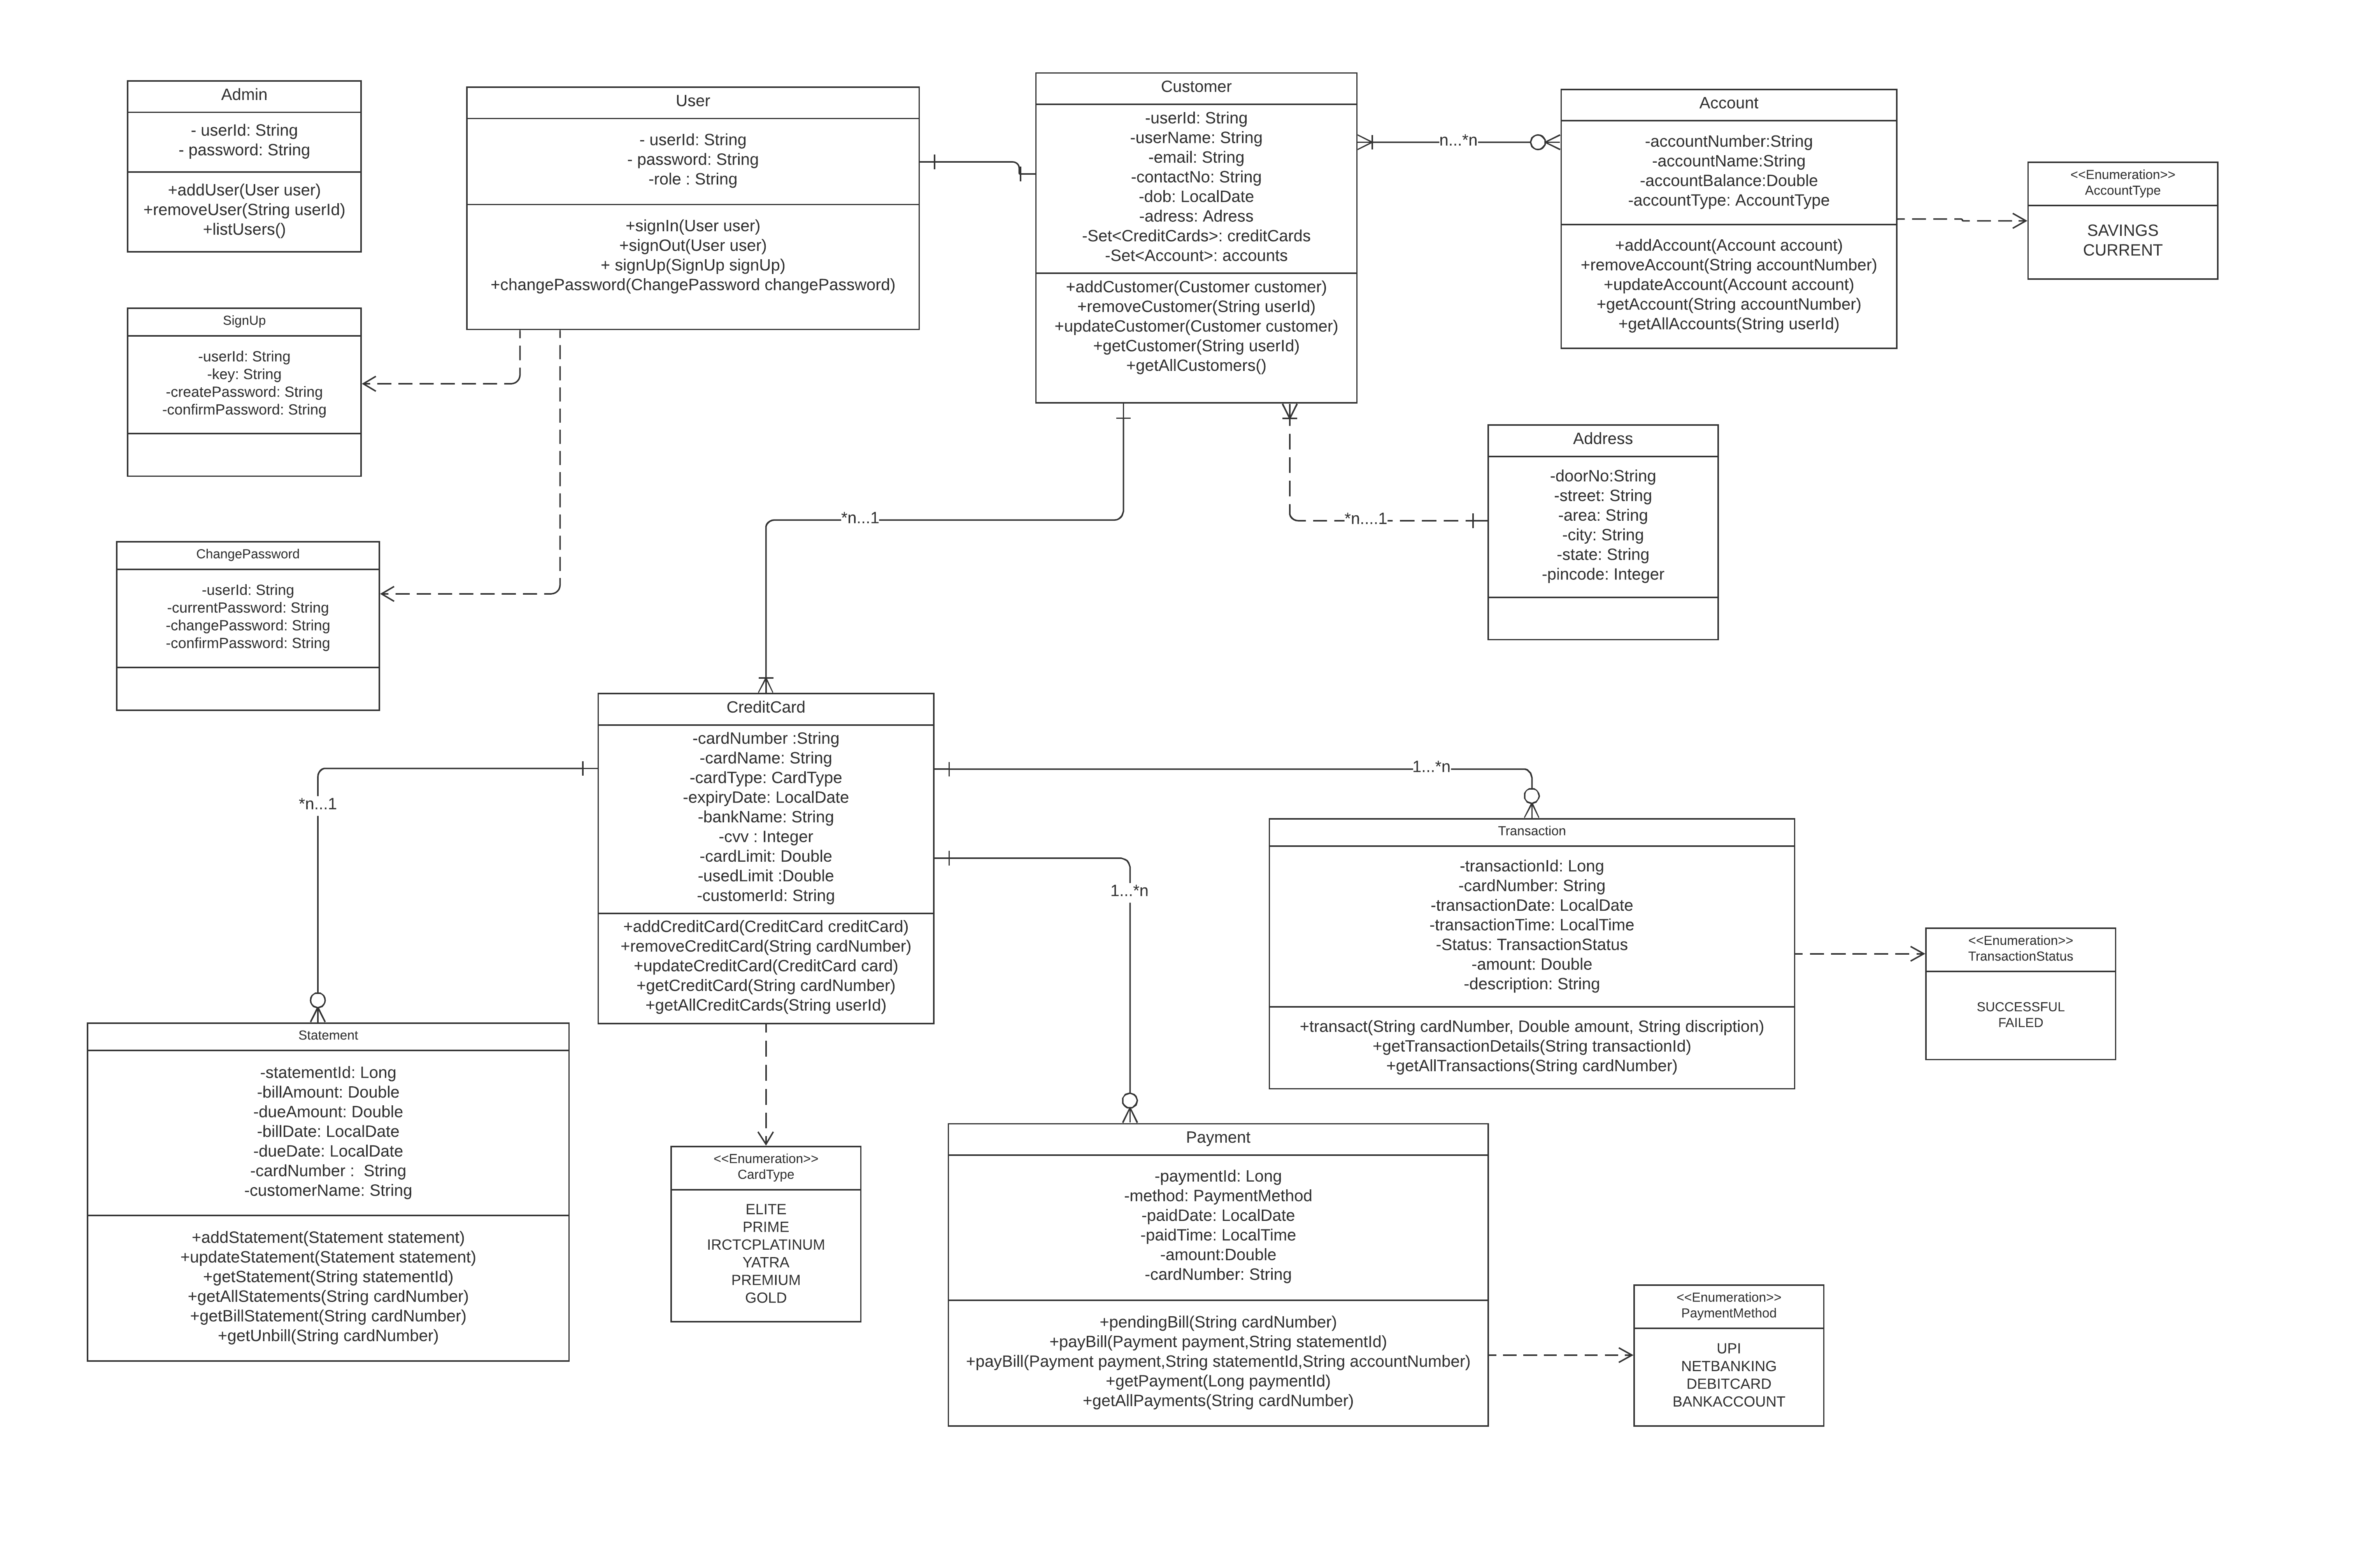 Admin
- userId: String
- password: String
+addUser(User user)
+removeUser(String userId)
+listUsers()
User
- userId: String
- password: String
-role : String
+signIn(User user)
+signOut(User user)
+ signUp(SignUp signUp)
+changePassword(ChangePassword changePassword)
Customer
-userId: String
-userName: String
-email: String
-contactNo: String
-dob: LocalDate
-adress: Adress
-Set<CreditCards>: creditCards
-Set<Account>: accounts
+addCustomer(Customer customer)
+removeCustomer(String userId)
+updateCustomer(Customer customer)
+getCustomer(String userId)
+getAllCustomers()
n...*n
Account
-accountNumber:String
-accountName:String
-accountBalance:Double
-accountType: AccountType
+addAccount(Account account)
+removeAccount(String accountNumber)
+updateAccount(Account account)
+getAccount(String accountNumber)
+getAllAccounts(String userId)
<<Enumeration>>
AccountType
SAVINGS
CURRENT
SignUp
-userId: String
-key: String
-createPassword: String
-confirmPassword: String
ChangePassword
-userId: String
-currentPassword: String
-changePassword: String
-confirmPassword: String
*n...1
*n....1
Address
-doorNo:String
-street: String
-area: String
-city: String
-state: String
-pincode: Integer
CreditCard
-cardNumber :String
-cardName: String
-cardType: CardType
-expiryDate: LocalDate
-bankName: String
-cvv : Integer
-cardLimit: Double
-usedLimit :Double
-customerId: String
+addCreditCard(CreditCard creditCard)
+removeCreditCard(String cardNumber)
+updateCreditCard(CreditCard card)
+getCreditCard(String cardNumber)
+getAllCreditCards(String userId)
*n...1
1...*n
1...*n
Transaction
-transactionId: Long
-cardNumber: String
-transactionDate: LocalDate
-transactionTime: LocalTime
-Status: TransactionStatus
-amount: Double
-description: String
+transact(String cardNumber, Double amount, String discription)
+getTransactionDetails(String transactionId)
+getAllTransactions(String cardNumber)
<<Enumeration>>
TransactionStatus
SUCCESSFUL
FAILED
Statement
-statementId: Long
-billAmount: Double
-dueAmount: Double
-billDate: LocalDate
-dueDate: LocalDate
-cardNumber :  String
-customerName: String
+addStatement(Statement statement)
+updateStatement(Statement statement)
+getStatement(String statementId)
+getAllStatements(String cardNumber)
+getBillStatement(String cardNumber)
+getUnbill(String cardNumber)
<<Enumeration>>
CardType
ELITE
PRIME
IRCTCPLATINUM
YATRA
PREMIUM
GOLD
Payment
-paymentId: Long
-method: PaymentMethod
-paidDate: LocalDate
-paidTime: LocalTime
-amount:Double
-cardNumber: String
+pendingBill(String cardNumber)
+payBill(Payment payment,String statementId)
+payBill(Payment payment,String statementId,String accountNumber)
+getPayment(Long paymentId)
+getAllPayments(String cardNumber)
<<Enumeration>>
PaymentMethod
UPI
NETBANKING
DEBITCARD
BANKACCOUNT